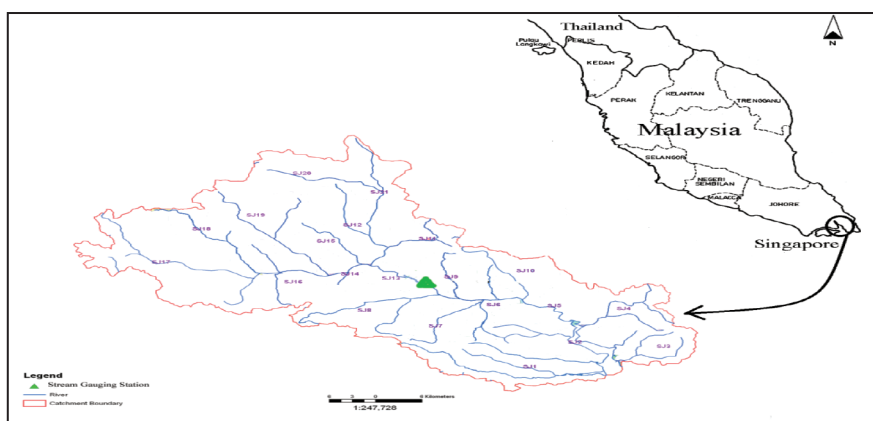 Thailand
Pulau
Langkawi
PERLIS
KEDAH
N
PERAK
KELANTAN
TRENGGANU
Malaysia
SELANGOR
NEGERI
SEMBILAN
MALACCA
JOHORE
Singapore
SJ20
SJ21
SJ19
SJ18
SJ12
SJ15
SJ17
SJ14
SJ13
SJ9
SJ10
SJ16
SJ8
SJ6
SJ5
SJ4
SJ7
SJ2
SJ1
Legend
Stream Gauging Station
River
Catchment Boundary
Kilometers
1:247,728